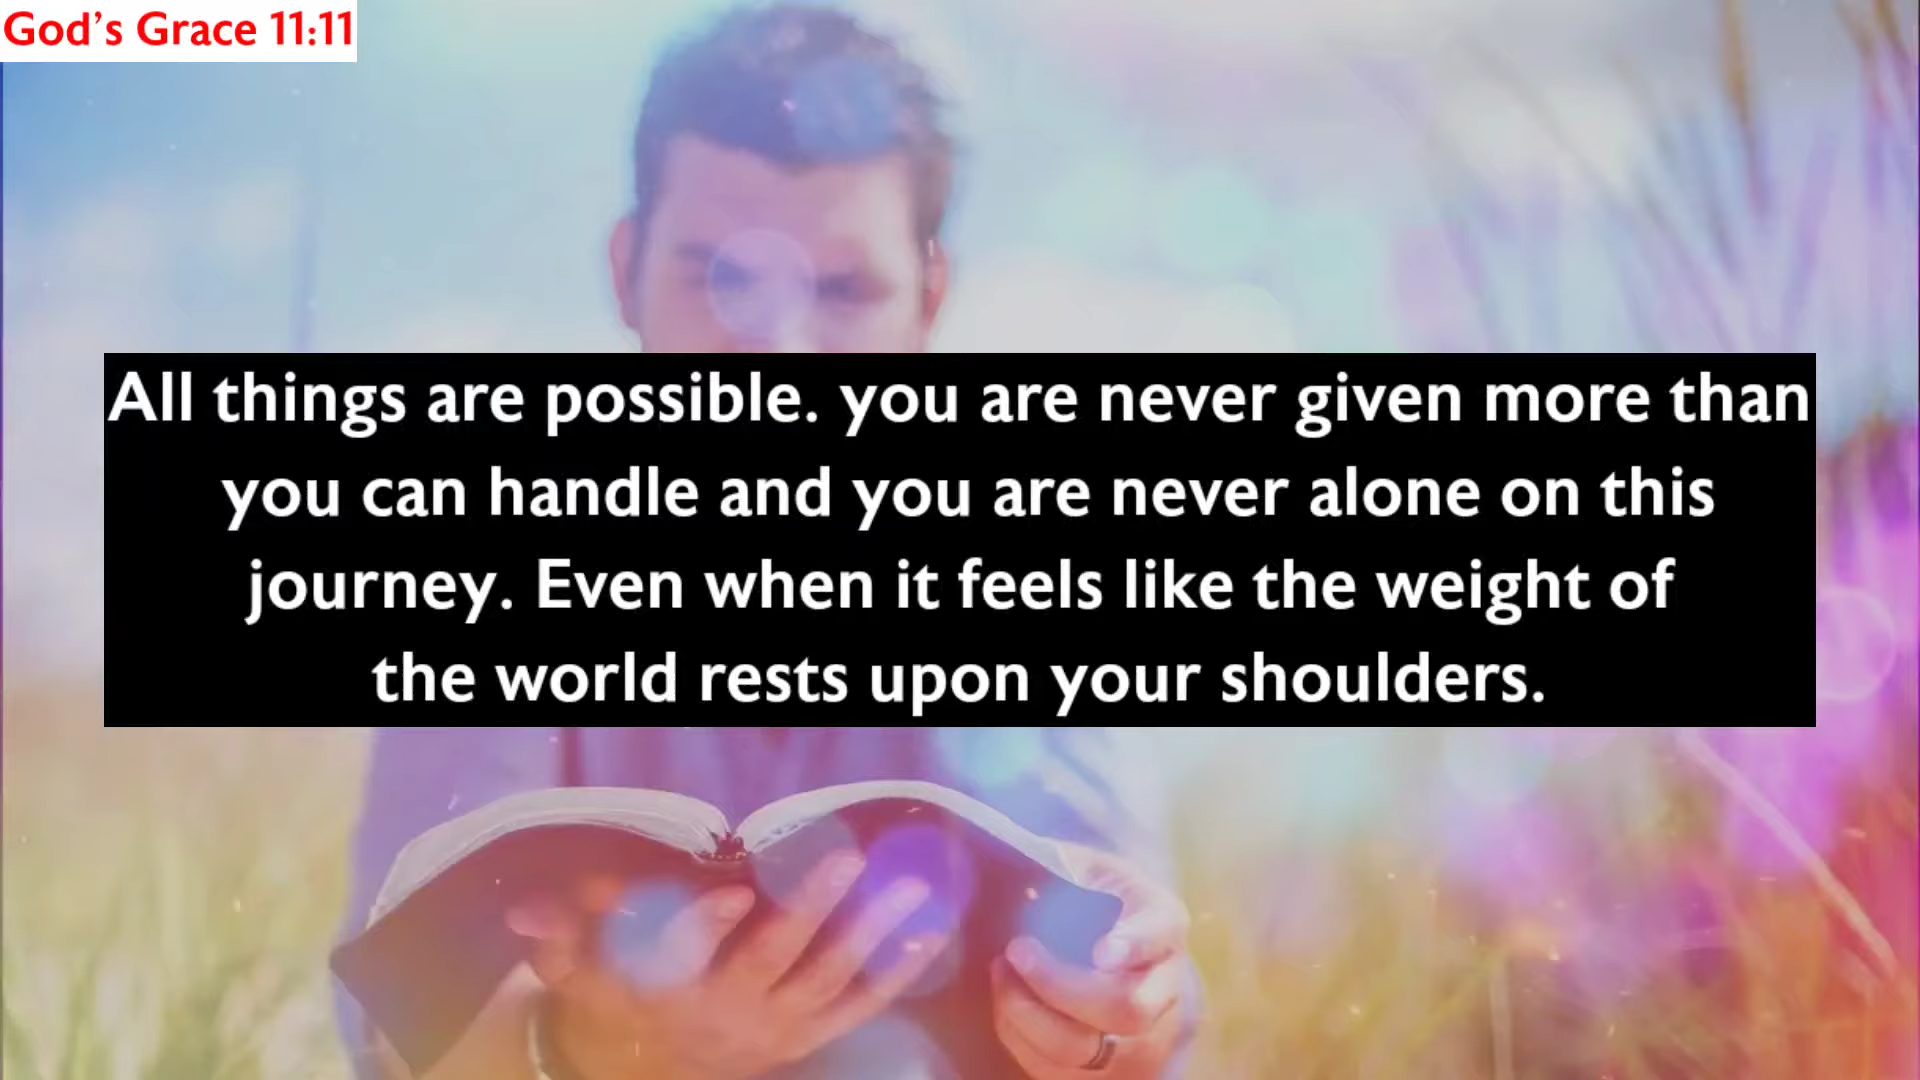 God's Grace 11:11
All things are possible. you are never given more than
you can handle and you are never alone on this
journey. Even when it feels like the weight of
the world rests upon your shoulders.